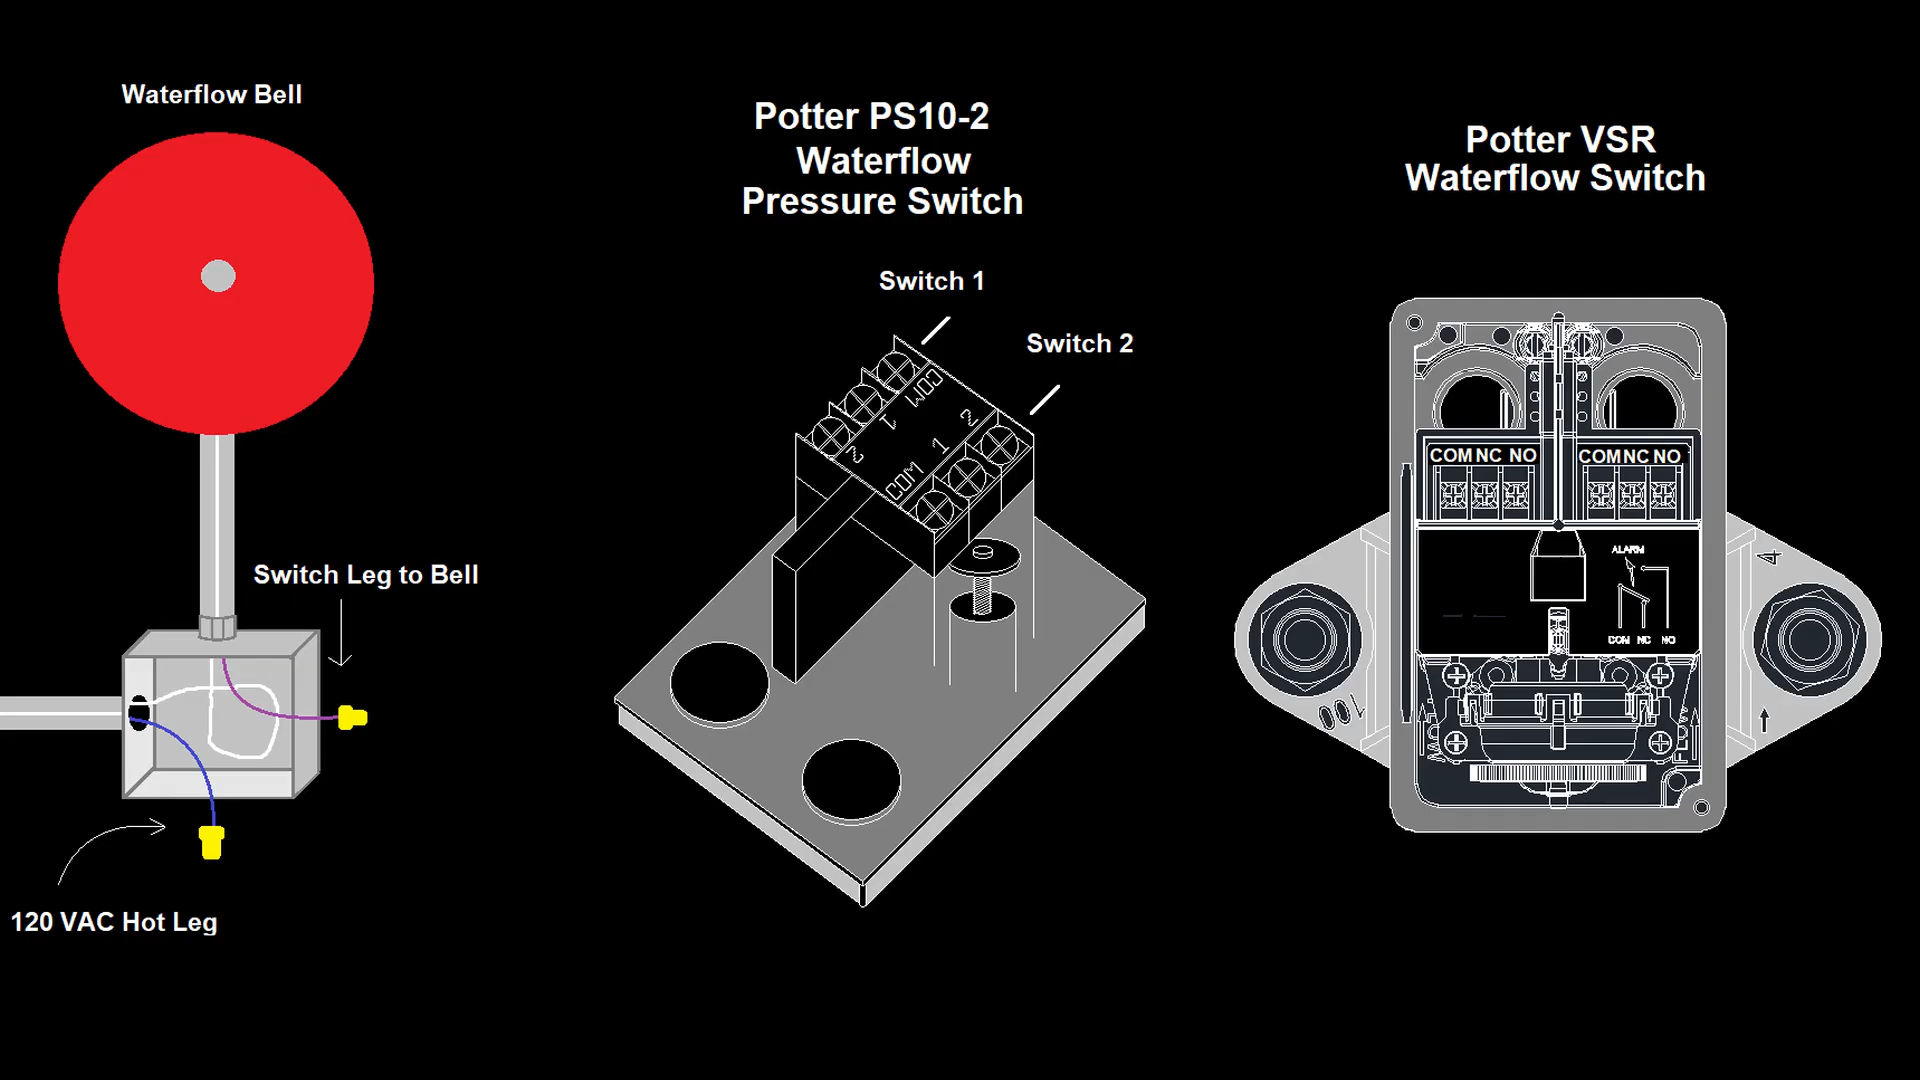 Waterflow Bell
Switch Leg to Bell
120 VAC Hot Leg
Potter PS10-2
Waterflow
Pressure Switch
Switch 1
Switch 2
COM
1
2
2
1
COM
Potter VSR
Waterflow Switch
COM NC NO
COM NC NO
ALARM
COM NC NO
100
4